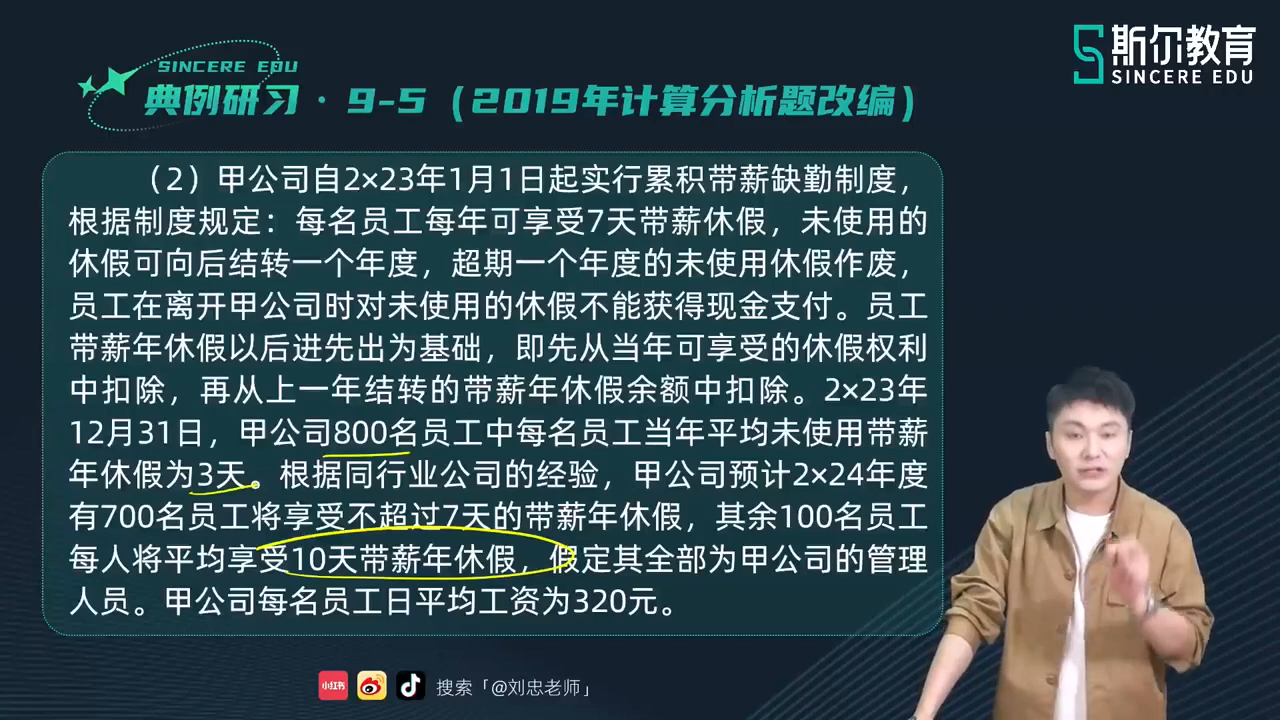 斯尔教育
SINCERE EDU
SINCERE EDU
典例研习·9-5（2019年计算分析题改编）
（2）甲公司自2×23年1月1日起实行累积带薪缺勤制度，
根据制度规定：每名员工每年可享受7天带薪休假，未使用的
休假可向后结转一个年度，超期一个年度的未使用休假作废，
员工在离开甲公司时对未使用的休假不能获得现金支付。员工
带薪年休假以后进先出为基础，即先从当年可享受的休假权利
中扣除，再从上一年结转的带薪年休假余额中扣除。2×23年
12月31日，甲公司800名员工中每名员工当年平均未使用带薪
年休假为3天。根据同行业公司的经验，甲公司预计2×24年度
有700名员工将享受不超过7天的带薪年休假，其余100名员工
每人将平均享受10天带薪年休假，假定其全部为甲公司的管理
人员。甲公司每名员工日平均工资为320元。
小红书
搜索「@刘忠老师」